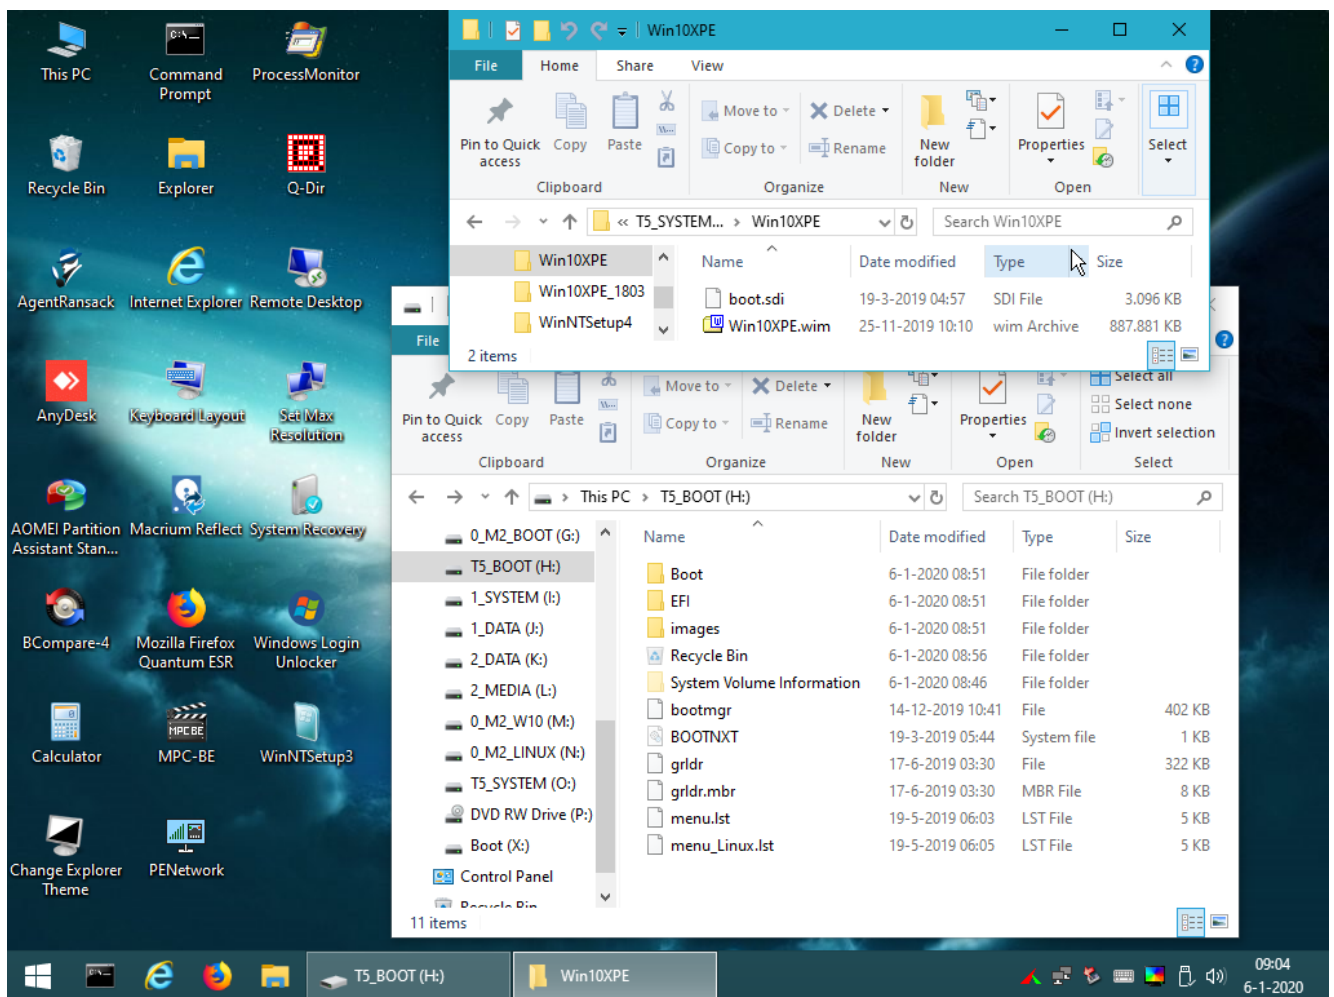 This PC
Command
Prompt
ProcessMonitor
Recycle Bin
Explorer
Q-Dir
AgentRansack
Internet Explorer
Remote Desktop
AnyDesk
Keyboard Layout
Set Max
Resolution
AOMEI Partition
Assistant Stan...
Macrium Reflect
System Recovery
BCompare-4
Mozilla Firefox
Quantum ESR
Windows Login
Unlocker
Calculator
MPC-BE
WinNTSetup3
Change Explorer
Theme
PENetwork
Win10XPE
File Home Share View
Pin to Quick
access
Copy
Paste
Move to
Copy to
Delete
Rename
New
folder
Properties
Select
Clipboard Organize New Open
« T5_SYSTEM... > Win10XPE
Search Win10XPE
Win10XPE
Win10XPE_1803
WinNTSetup4
Name Date modified Type Size
boot.sdi 19-3-2019 04:57 SDI File 3.096 KB
Win10XPE.wim 25-11-2019 10:10 wim Archive 887.881 KB
2 items
File
Pin to Quick
access
Copy
Paste
Move to
Copy to
Delete
Rename
New
folder
Properties
Select all
Select none
Invert selection
Clipboard Organize New Open Select
> This PC > T5_BOOT (H:)
Search T5_BOOT (H:)
0_M2_BOOT (G:)
T5_BOOT (H:)
1_SYSTEM (I:)
1_DATA (J:)
2_DATA (K:)
2_MEDIA (L:)
0_M2_W10 (M:)
0_M2_LINUX (N:)
T5_SYSTEM (O:)
DVD RW Drive (P:)
Boot (X:)
Control Panel
Recycle Bin
Name Date modified Type Size
Boot 6-1-2020 08:51 File folder
EFI 6-1-2020 08:51 File folder
images 6-1-2020 08:51 File folder
Recycle Bin 6-1-2020 08:56 File folder
System Volume Information 6-1-2020 08:46 File folder
bootmgr 14-12-2019 10:41 File 402 KB
BOOTNXT 19-3-2019 05:44 System file 1 KB
grldr 17-6-2019 03:30 File 322 KB
grldr.mbr 17-6-2019 03:30 MBR File 8 KB
menu.lst 19-5-2019 06:03 LST File 5 KB
menu_Linux.lst 19-5-2019 06:05 LST File 5 KB
11 items
T5_BOOT (H:)
Win10XPE
09:04
6-1-2020